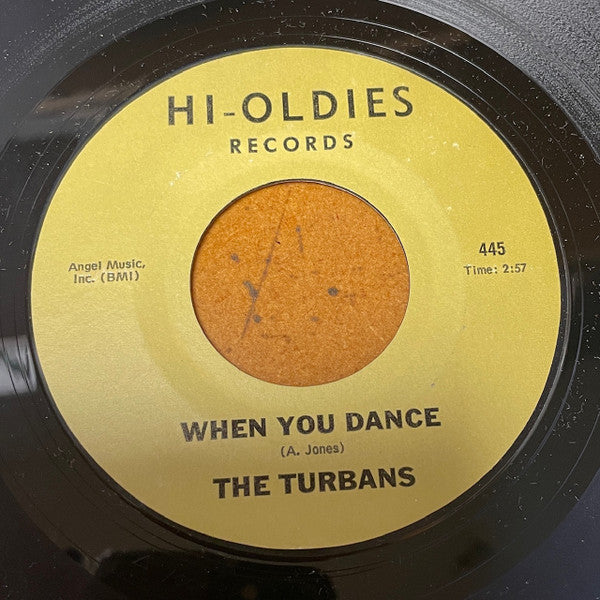 HI-OLDIES
RECORDS
Angel Music,
Inc. (BMI)
445
Time: 2:57
WHEN YOU DANCE
(A. Jones)
THE TURBANS